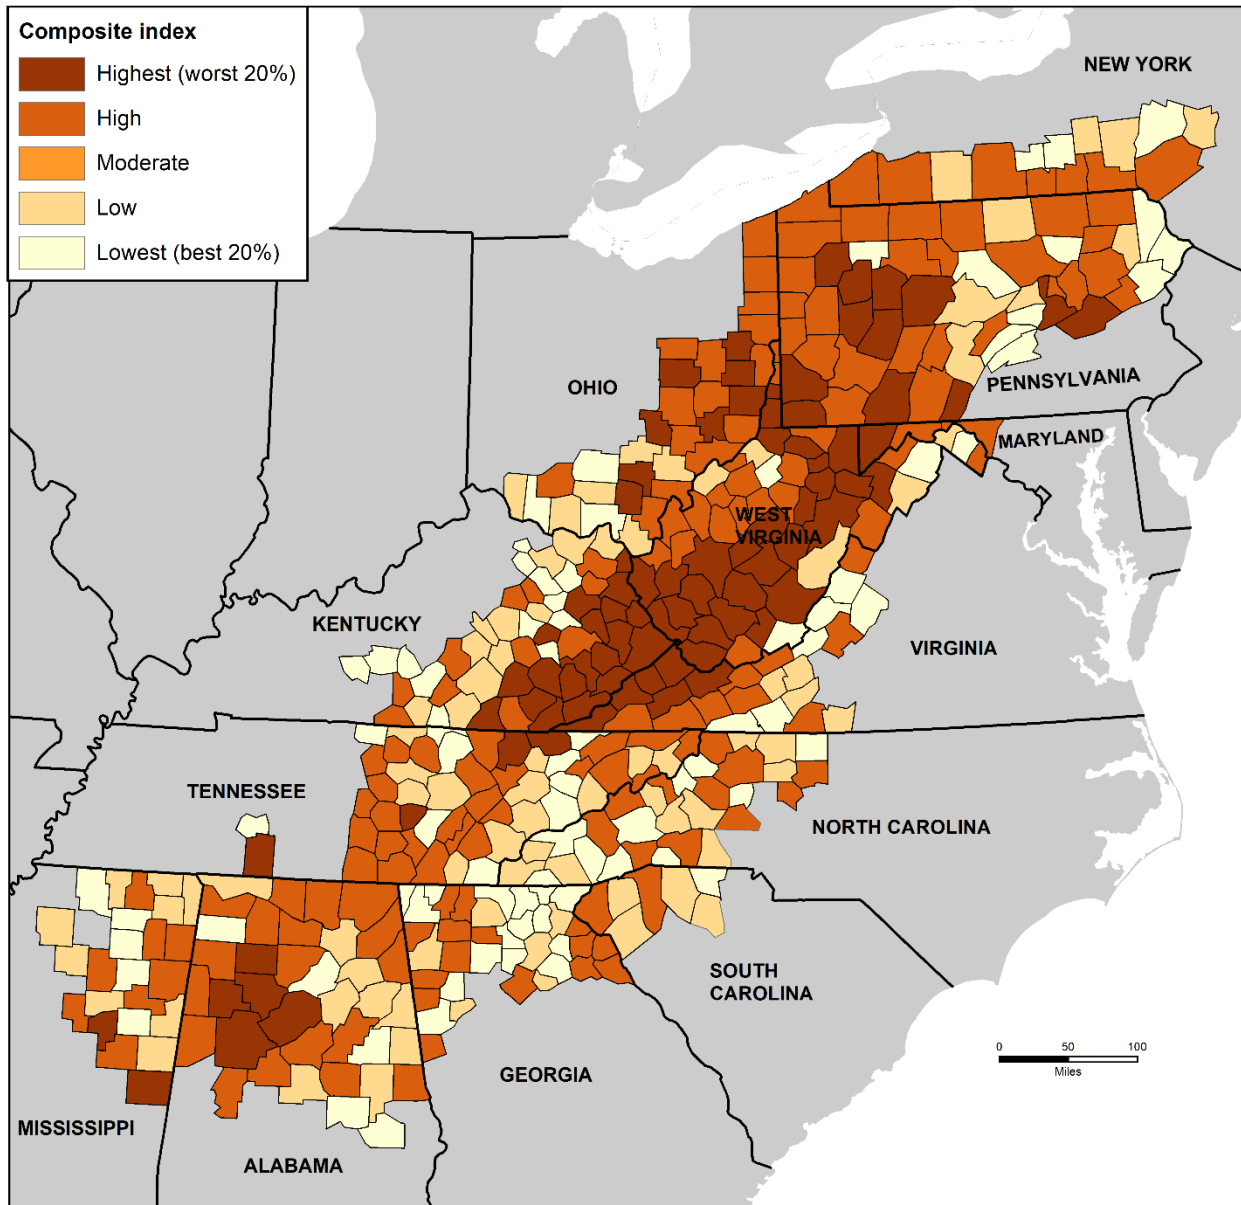 Composite index
Highest (worst 20%)
High
Moderate
Low
Lowest (best 20%)
NEW YORK
PENNSYLVANIA
OHIO
MARYLAND
WEST
VIRGINIA
KENTUCKY
VIRGINIA
TENNESSEE
NORTH CAROLINA
SOUTH
CAROLINA
GEORGIA
MISSISSIPPI
ALABAMA
0 50 100
Miles